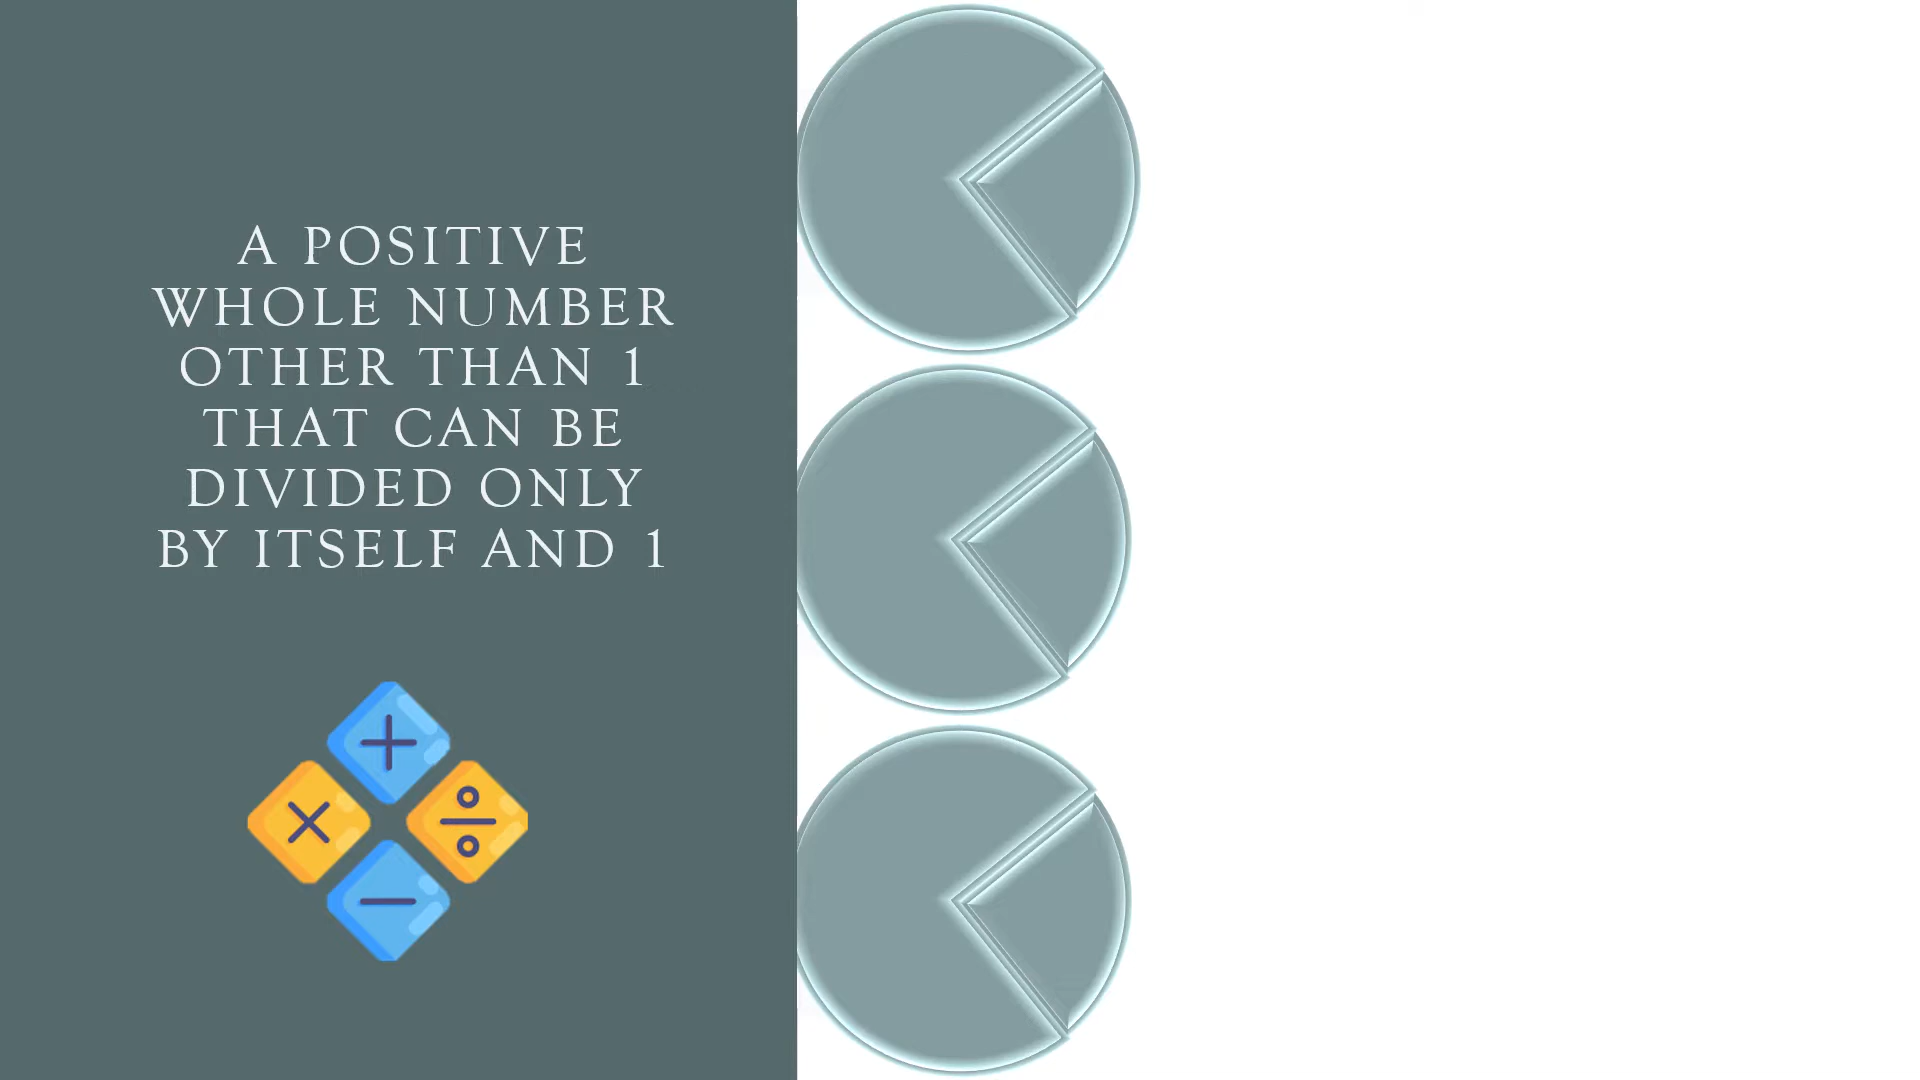 A POSITIVE
WHOLE NUMBER
OTHER THAN 1
THAT CAN BE
DIVIDED ONLY
BY ITSELF AND 1